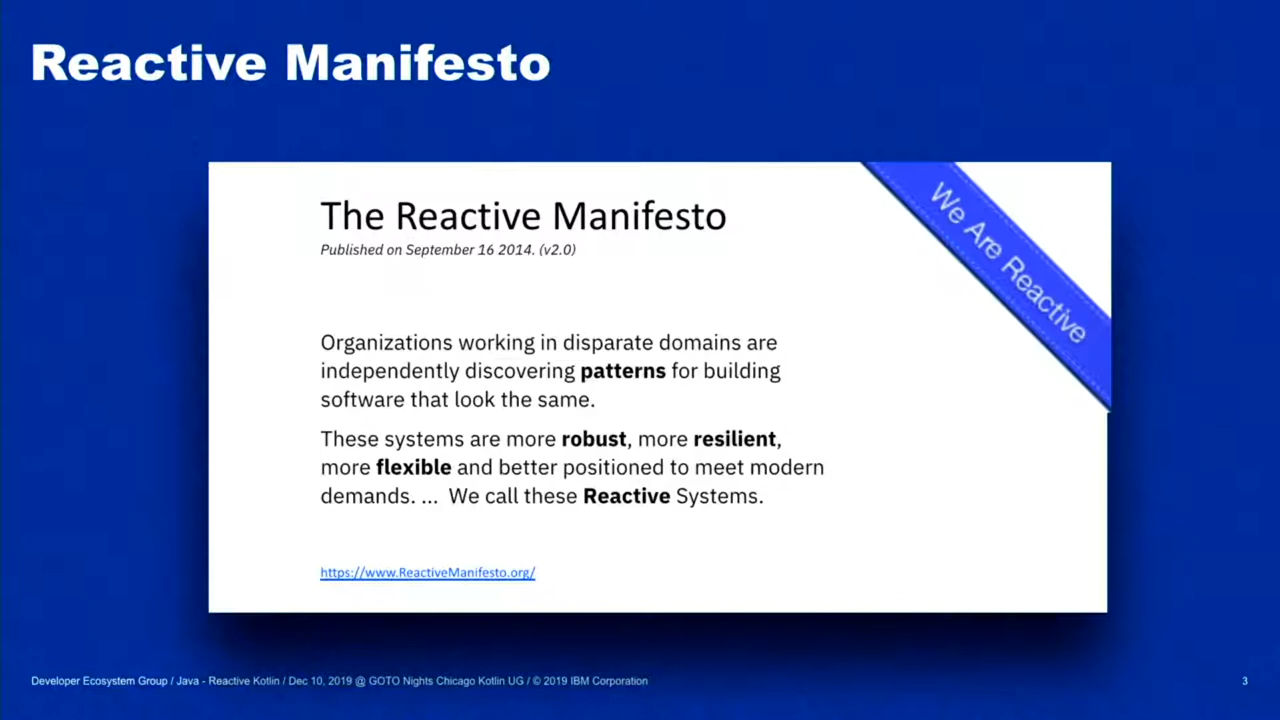 Reactive Manifesto
The Reactive Manifesto
Published on September 16 2014. (v2.0)
We Are Reactive
Organizations working in disparate domains are
independently discovering patterns for building
software that look the same.
These systems are more robust, more resilient,
more flexible and better positioned to meet modern
demands. ... We call these Reactive Systems.
https://www.ReactiveManifesto.org/
Developer Ecosystem Group / Java - Reactive Kotlin / Dec 10, 2019 @ GOTO Nights Chicago Kotlin UG / © 2019 IBM Corporation
3